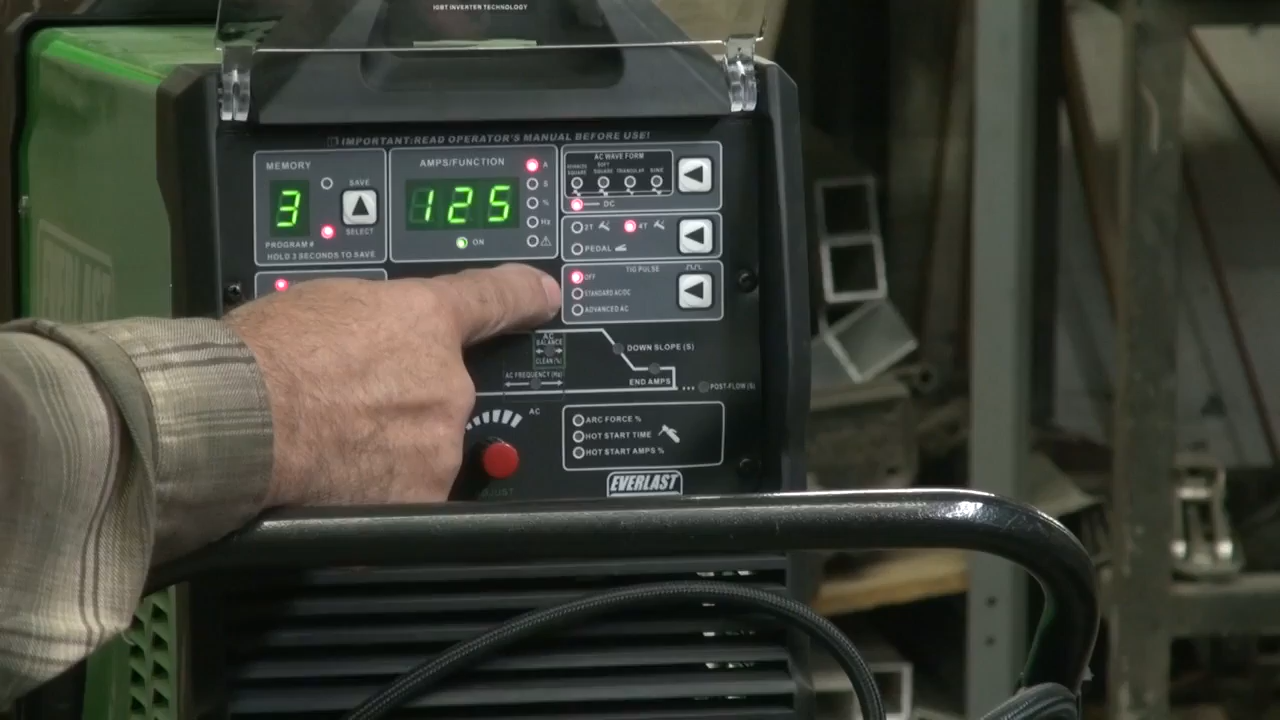 IGBT INVERTER TECHNOLOGY
IMPORTANT:READ OPERATOR'S MANUAL BEFORE USE!
MEMORY
3
SAVE
SELECT
PROGRAM #
HOLD 3 SECONDS TO SAVE
AMPS/FUNCTION
125
A
S
%
Hz
ON
AC WAVE FORM
ADVANCED SQUARE
SOFT SQUARE
TRIANGULAR
SINE
DC
2T
4T
PEDAL
TIG PULSE
OFF
STANDARD AC/DC
ADVANCED AC
AC
BALANCE
CLEAN (%)
AC FREQUENCY (Hz)
DOWN SLOPE (S)
END AMPS
POST-FLOW (S)
AC
ADJUST
ARC FORCE %
HOT START TIME
HOT START AMPS %
EVERLAST